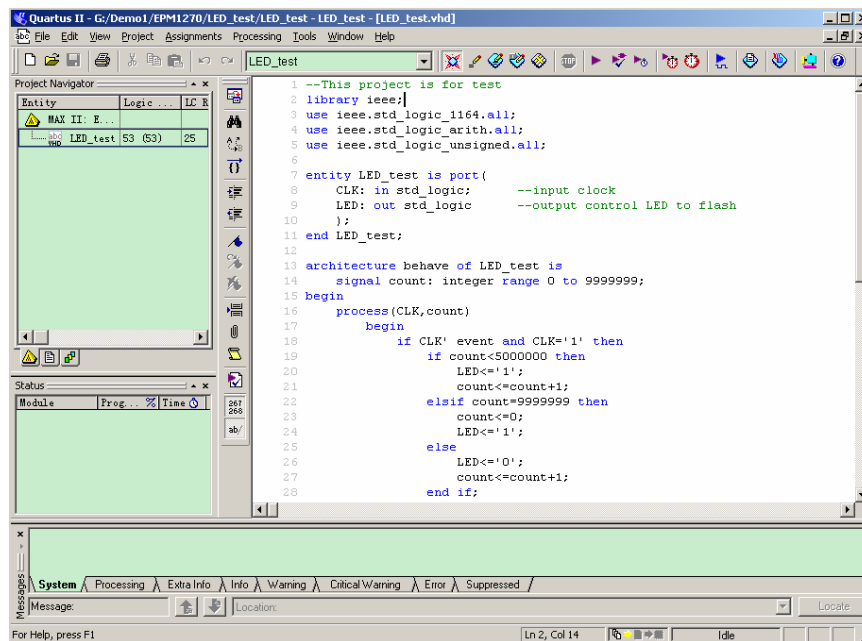 Quartus II - G:/Demo1/EPM1270/LED_test/LED_test - LED_test - [LED_test.vhd]
File Edit View Project Assignments Processing Tools Window Help
LED_test
Project Navigator
Entity Logic ... LC R
MAX II: E...
LED_test 53 (53) 25
1 --This project is for test
2 library ieee;
3 use ieee.std_logic_1164.all;
4 use ieee.std_logic_arith.all;
5 use ieee.std_logic_unsigned.all;
6
7 entity LED_test is port(
8 CLK: in std_logic; --input clock
9 LED: out std_logic --output control LED to flash
10 );
11 end LED_test;
12
13 architecture behave of LED_test is
14 signal count: integer range 0 to 9999999;
15 begin
16 process(CLK,count)
17 begin
18 if CLK' event and CLK='1' then
19 if count<5000000 then
20 LED<='1';
21 count<=count+1;
22 elsif count=9999999 then
23 count<=0;
24 LED<='1';
25 else
26 LED<='0';
27 count<=count+1;
28 end if;
Status
Module Prog... % Time
267
268
ab/
Messages
System Processing Extra Info Info Warning Critical Warning Error Suppressed
Message: Location: Locate
For Help, press F1 Ln 2, Col 14 Idle